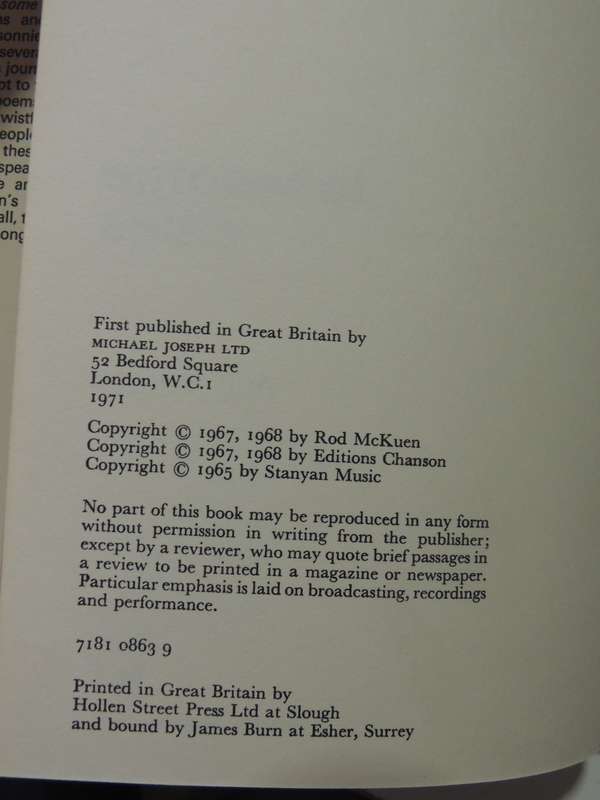 some
First published in Great Britain by
MICHAEL JOSEPH LTD
52 Bedford Square
London, W.C.1
1971
Copyright © 1967, 1968 by Rod McKuen
Copyright © 1967, 1968 by Editions Chanson
Copyright © 1965 by Stanyan Music
No part of this book may be reproduced in any form
without permission in writing from the publisher;
except by a reviewer, who may quote brief passages in
a review to be printed in a magazine or newspaper.
Particular emphasis is laid on broadcasting, recordings
and performance.
7181 0863 9
Printed in Great Britain by
Hollen Street Press Ltd at Slough
and bound by James Burn at Esher, Surrey